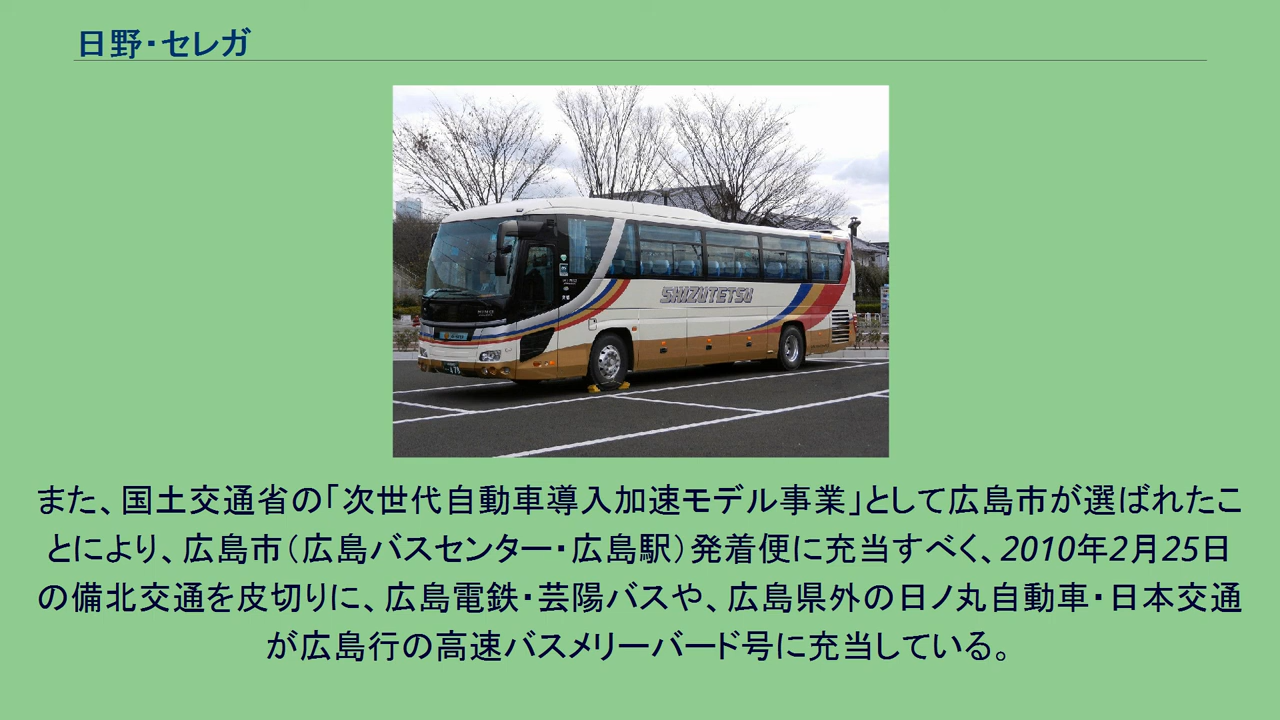 日野・セレガ
SHIZUTETSU
また、国土交通省の「次世代自動車導入加速モデル事業」として広島市が選ばれたこ
とにより、広島市（広島バスセンター・広島駅）発着便に充当すべく、2010年2月25日
の備北交通を皮切りに、広島電鉄・芸陽バスや、広島県外の日ノ丸自動車・日本交通
が広島行の高速バスメリーバード号に充当している。